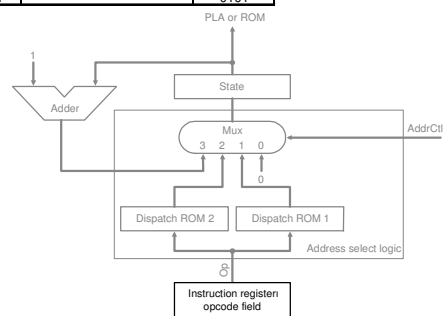 PLA or ROM
1
State
Adder
Mux
AddrCtl
3 2 1 0
0
Dispatch ROM 2
Dispatch ROM 1
Address select logic
Op
Instruction register
opcode field